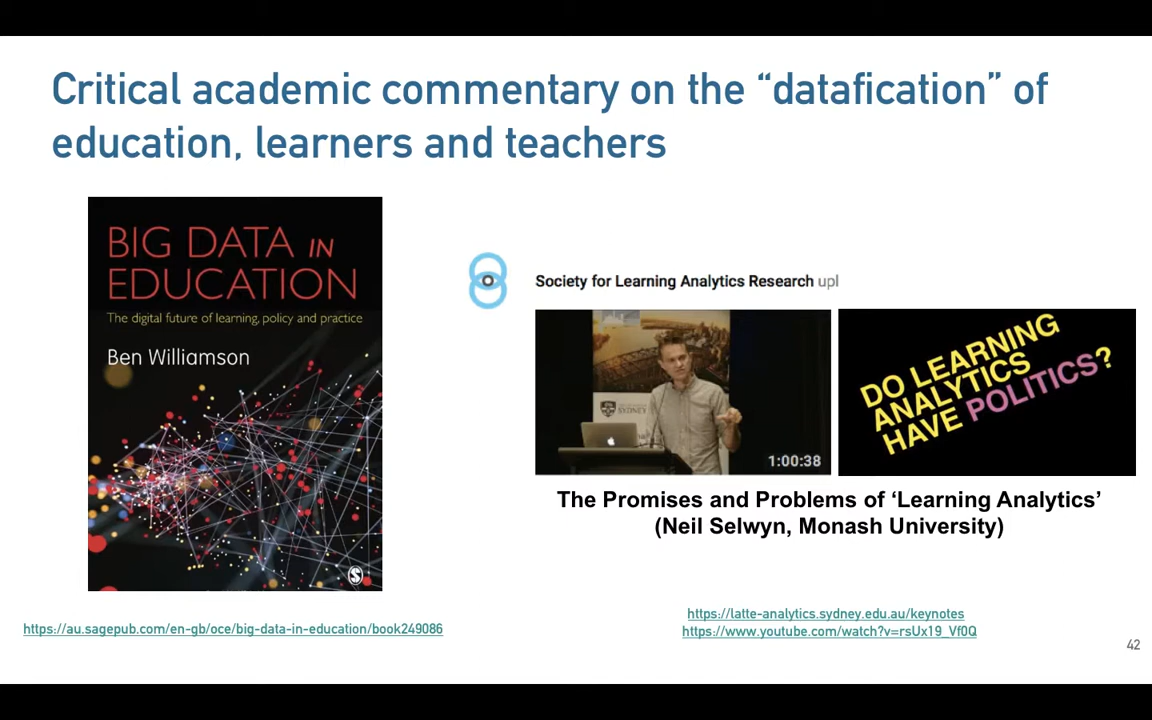 Critical academic commentary on the “datafication” of
education, learners and teachers
BIG DATA IN
EDUCATION
The digital future of learning, policy and practice
Ben Williamson
https://au.sagepub.com/en-gb/oce/big-data-in-education/book249086
Society for Learning Analytics Research upl
SYDNEY
1:00:38
DO LEARNING
ANALYTICS
HAVE POLITICS?
The Promises and Problems of ‘Learning Analytics’
(Neil Selwyn, Monash University)
https://latte-analytics.sydney.edu.au/keynotes
https://www.youtube.com/watch?v=rsUx19_Vf0Q
42